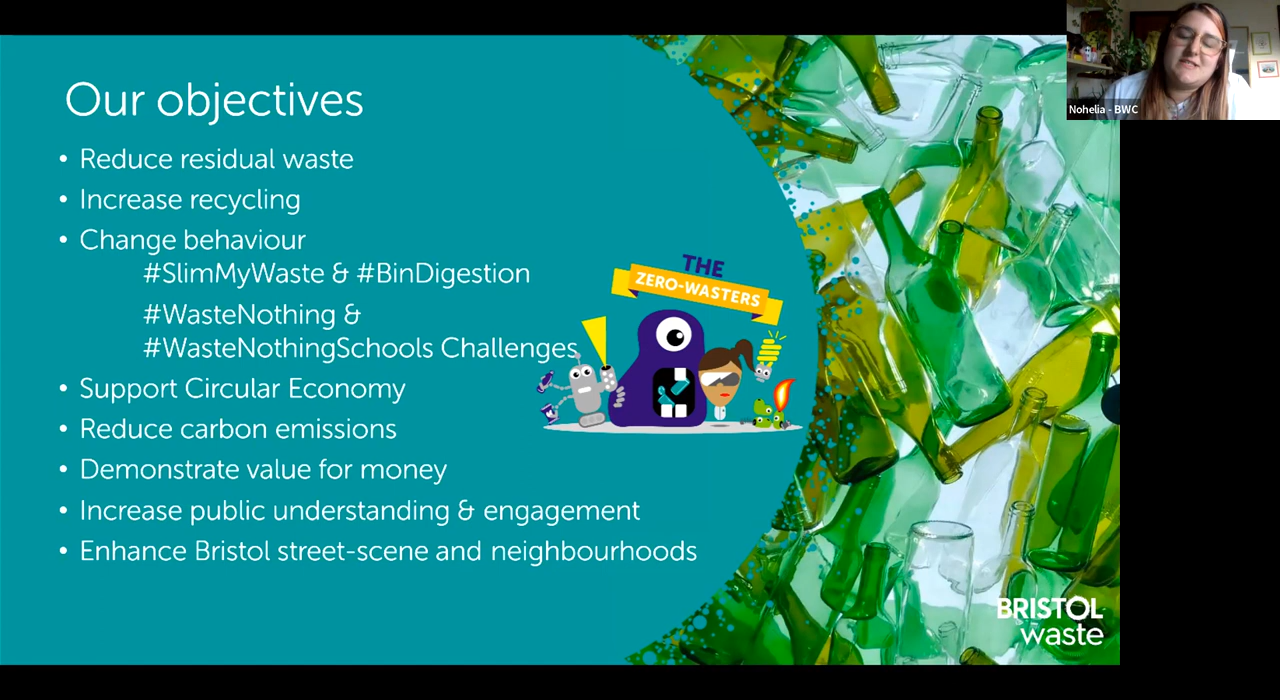 Our objectives
• Reduce residual waste
• Increase recycling
• Change behaviour
#SlimMyWaste & #BinDigestion
#WasteNothing &
#WasteNothingSchools Challenges
• Support Circular Economy
• Reduce carbon emissions
• Demonstrate value for money
• Increase public understanding & engagement
• Enhance Bristol street-scene and neighbourhoods
THE
ZERO-WASTERS
BRISTOL
waste
Nohelia - BWC